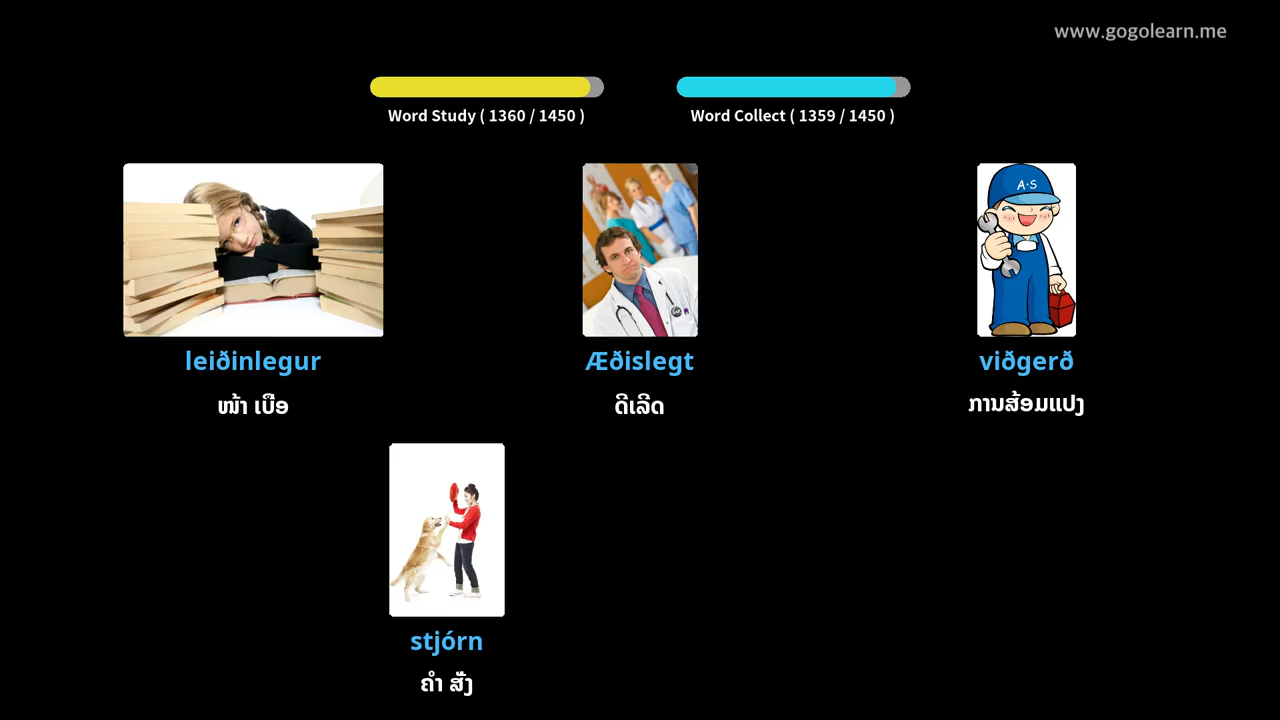 www.gogolearn.me
Word Study ( 1360 / 1450 )
Word Collect ( 1359 / 1450 )
A·S
leiðinlegur
Æðislegt
viðgerð
ໜ້າ ເບື່ອ
ດີເລີດ
ການສ້ອມແປງ
stjórn
ຄຳ ສັ່ງ